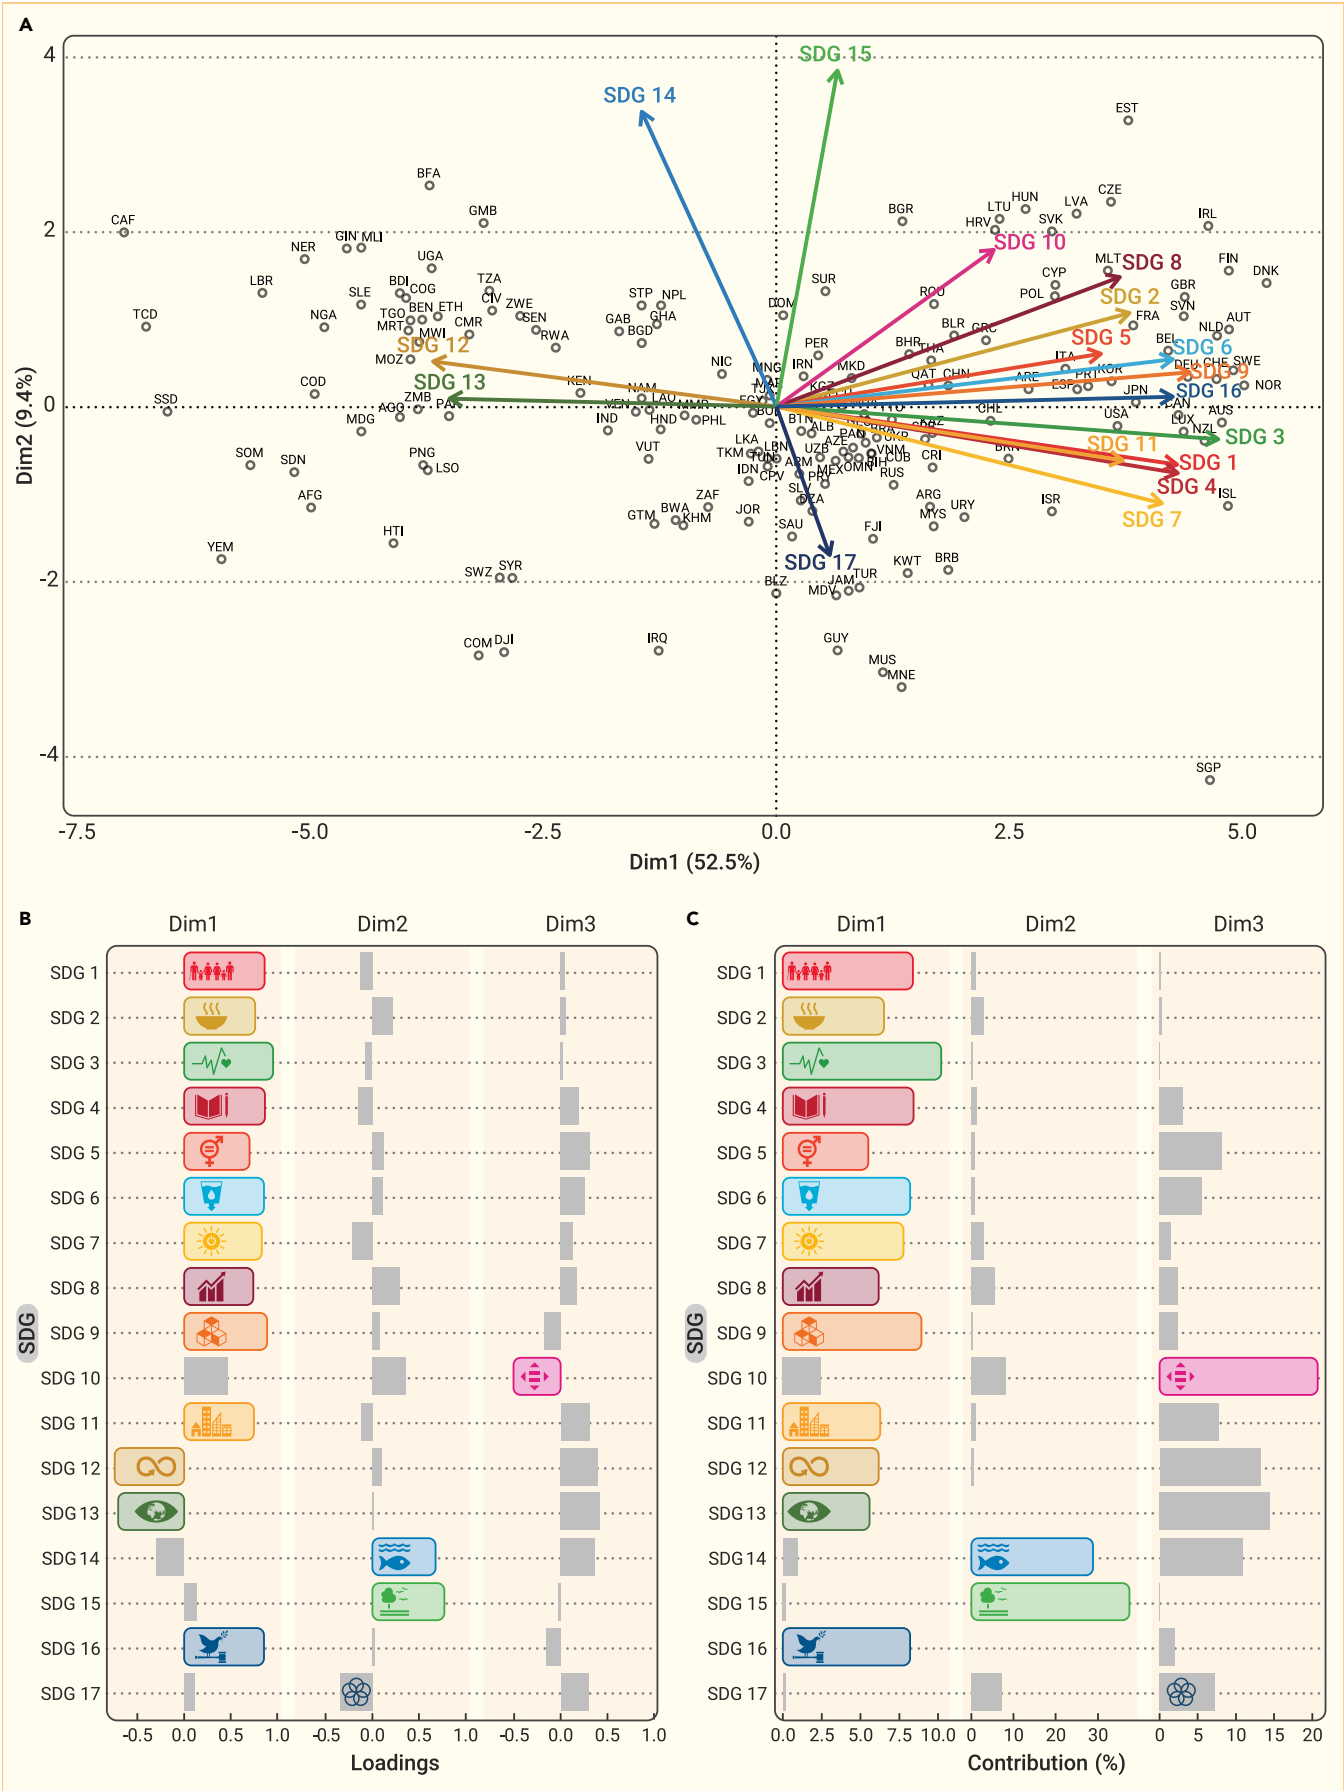 A
4
2
0
-2
-4
Dim2 (9.4%)
-7.5 -5.0 -2.5 0.0 2.5 5.0
Dim1 (52.5%)
SDG 15
SDG 14
EST
BFA
GMB
CAF
BGR
LTU HUN LVA CZE
HRV SVK IRL
SDG 10
GIN MLI
NER
UGA
MLT SDG 8 FIN
DNK
LBR
SLE BDI COG
TZA
CIV ZWE
STP NPL
SUR
CYP
POL
SDG 2
GBR
SVN
TCD
NGA
TGO BEN ETH
MRT MWI CMR SEN
RWA
GAB BGD GHA
DOM
BLR GRC
FRA
NLD AUT
SDG 12
MOZ
PER
BHR THA
SDG 5
BEL SDG 6
NIC MNG
IRN MKD
ITA
SDG 9 CHE SWE
SDG 13
COD
KEN
NAM
QAT CHN
ARE ESP PRT KOR
JPN
SDG 16
NOR
SSD
AGO ZMB
LAO
VEN
MMR
HND PHL
IND
CHL
USA
CAN
LUX AUS
NZL
MDG
BTN ALB
PAN
SDG 3
SOM
SDN
PNG
LSO
VUT
LKA
TKM
LBN
IDN
CPV
UZB AZE
ARM MEX OMN
VNM
CUB
CRI
BRN
SDG 11
SDG 1
SDG 4
AFG
ZAF
PRY
RUS
SLV
DZA
ARG
MYS
URY
ISR
ISL
SDG 7
HTI
GTM BWA KHM
JOR
SAU
FJI
YEM
SWZ SYR
SDG 17
BLZ
MDV JAM TUR
KWT BRB
COM DJI
IRQ
GUY
MUS
MNE
SGP
B
Dim1 Dim2 Dim3
SDG
SDG 1
SDG 2
SDG 3
SDG 4
SDG 5
SDG 6
SDG 7
SDG 8
SDG 9
SDG 10
SDG 11
SDG 12
SDG 13
SDG 14
SDG 15
SDG 16
SDG 17
-0.5 0.0 0.5 1.0 -0.5 0.0 0.5 1.0 -0.5 0.0 0.5 1.0
Loadings
C
Dim1 Dim2 Dim3
SDG
SDG 1
SDG 2
SDG 3
SDG 4
SDG 5
SDG 6
SDG 7
SDG 8
SDG 9
SDG 10
SDG 11
SDG 12
SDG 13
SDG 14
SDG 15
SDG 16
SDG 17
0.0 2.5 5.0 7.5 10.0 0 10 20 30 0 10 20
Contribution (%)